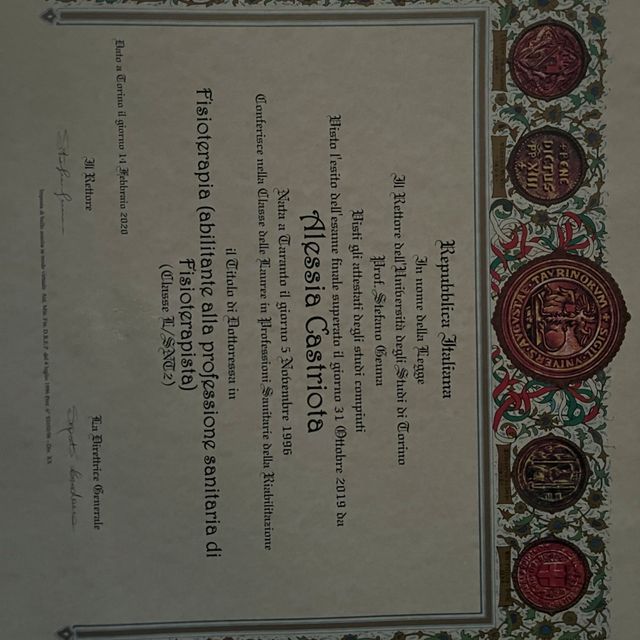 Repubblica Italiana
In nome della Legge
Il Rettore dell'Università degli Studi di Torino
Prof. Stefano Geuna
Visti gli attestati degli studi compiuti
Visto l'esito dell'esame finale superato il giorno 31 Ottobre 2019 da
Alessia Castriota
Nata a Taranto il giorno 5 Novembre 1996
Conferisce nella Classe delle Lauree in Professioni Sanitarie della Riabilitazione
il Titolo di Dottoressa in
Fisioterapia (abilitante alla professione sanitaria di
Fisioterapista)
(Classe L/SNT2)
Dato a Torino il giorno 14 Febbraio 2020
Il Rettore
La Direttrice Generale
TAVRINORVM